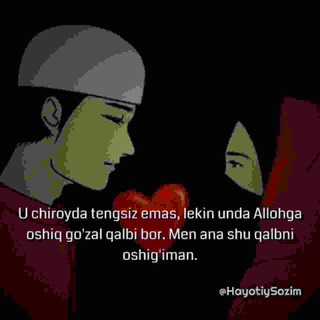 U chiroyda tengsiz emas, lekin unda Allohga
oshiq go'zal qalbi bor. Men ana shu qalbni
oshig'iman.
@HayotiySozim